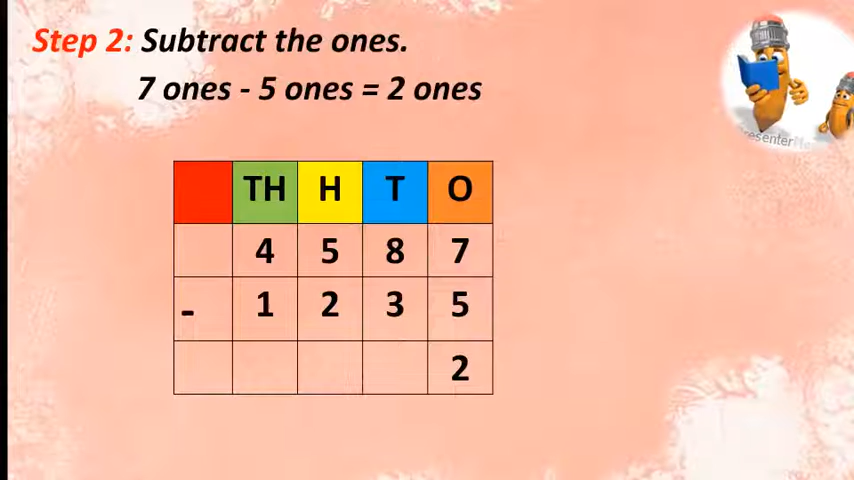 Step 2: Subtract the ones.
7 ones - 5 ones = 2 ones
TH H T O
4 5 8 7
- 1 2 3 5
2